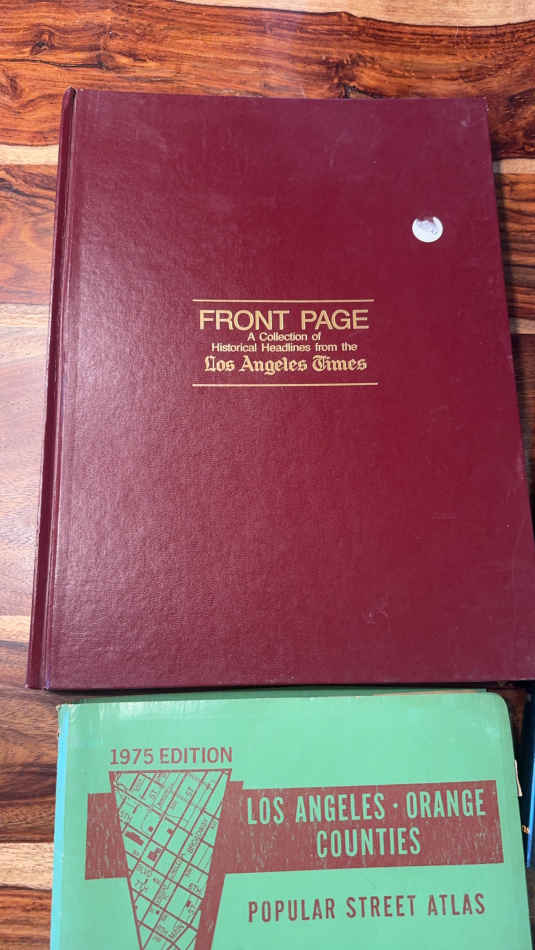 FRONT PAGE
A Collection of
Historical Headlines from the
Los Angeles Times
1975 EDITION
LOS ANGELES · ORANGE
COUNTIES
POPULAR STREET ATLAS
BROADWAY